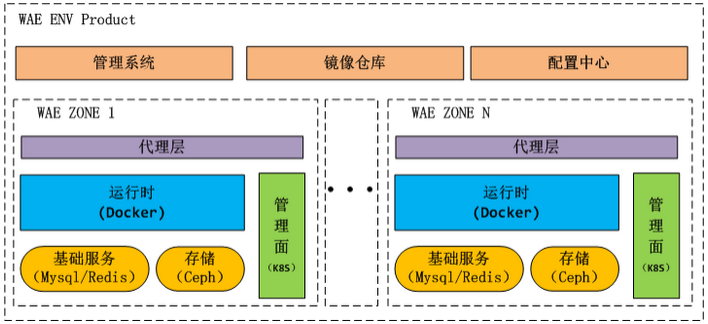 WAE ENV Product
管理系统
镜像仓库
配置中心
WAE ZONE 1
代理层
运行时
(Docker)
管理面
(K8S)
基础服务
(Mysql/Redis)
存储
(Ceph)
• • •
WAE ZONE N
代理层
运行时
(Docker)
管理面
(K8S)
基础服务
(Mysql/Redis)
存储
(Ceph)